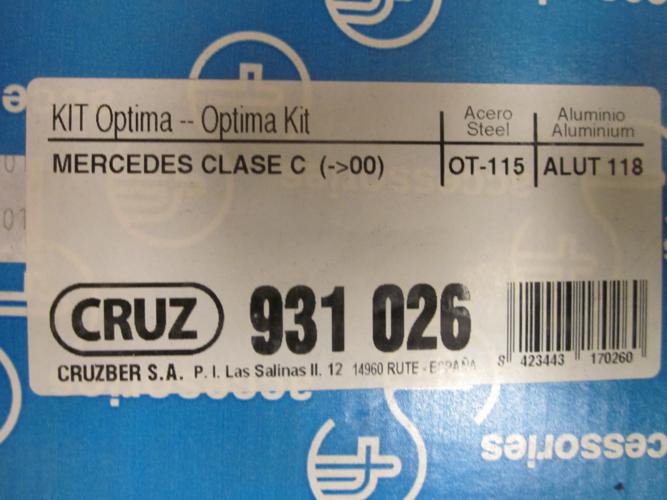 KIT Optima -- Optima Kit
Acero
Steel
Aluminio
Aluminium
MERCEDES CLASE C (->00)
OT-115
ALUT 118
CRUZ
931 026
CRUZBER S.A. P. I. Las Salinas II. 12 14960 RUTE - ESPAÑA
8 423443 170260
accessories